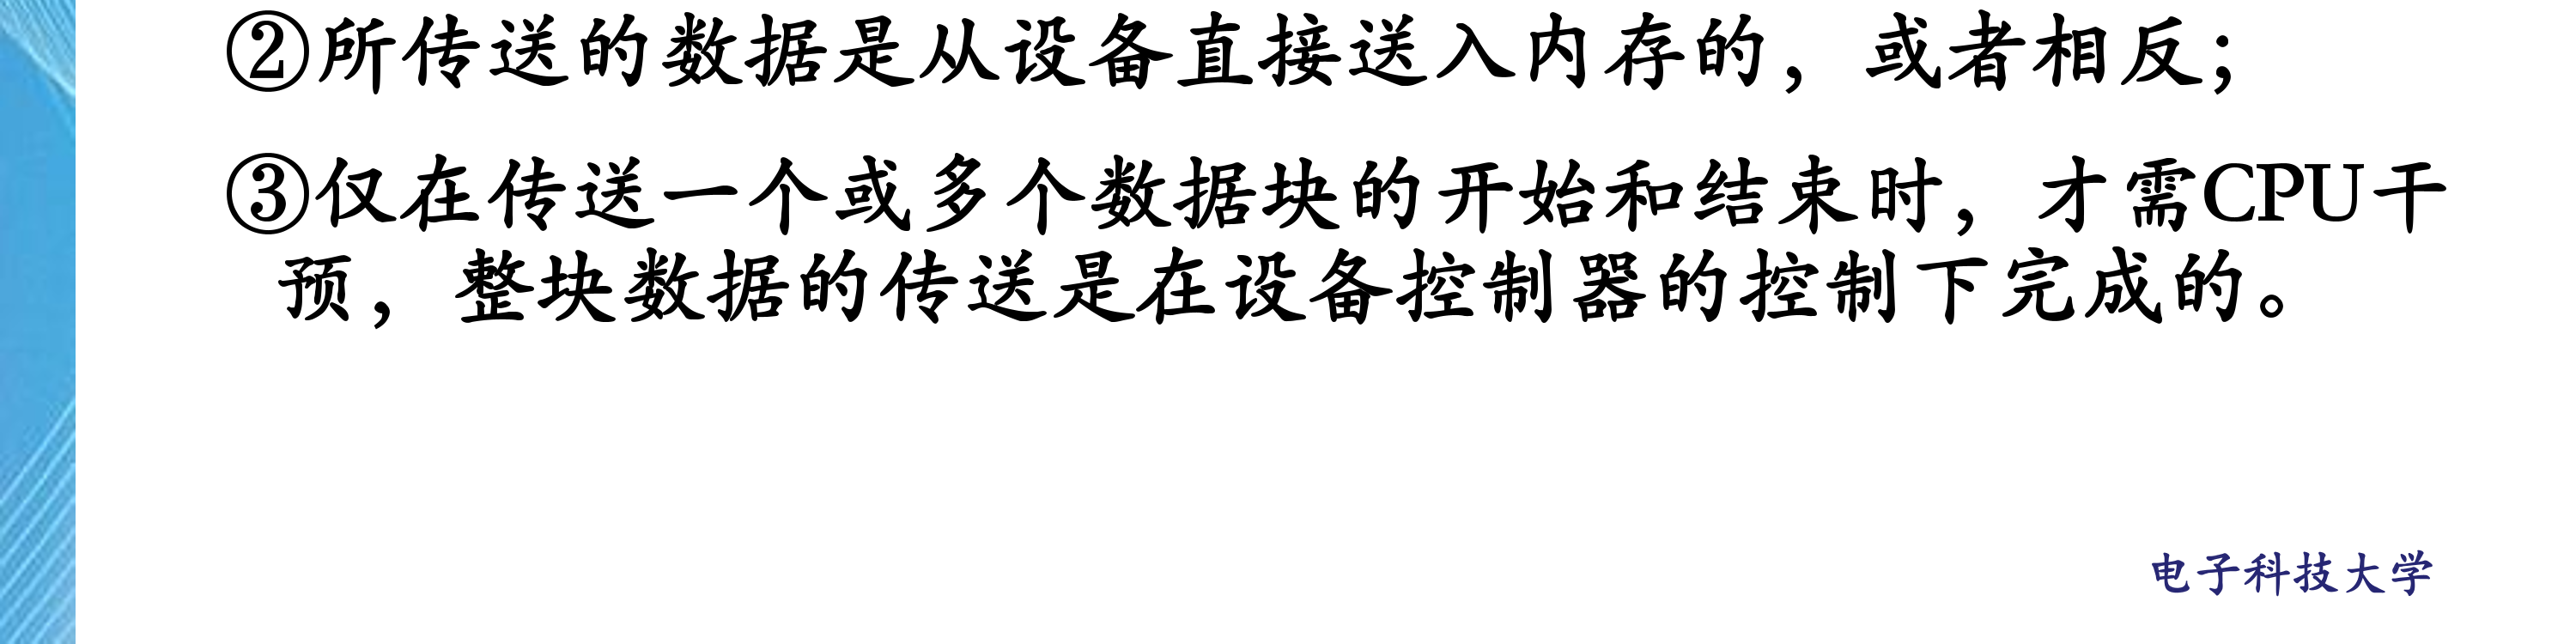 ②所传送的数据是从设备直接送入内存的，或者相反；
③仅在传送一个或多个数据块的开始和结束时，才需CPU干
预，整块数据的传送是在设备控制器的控制下完成的。
电子科技大学